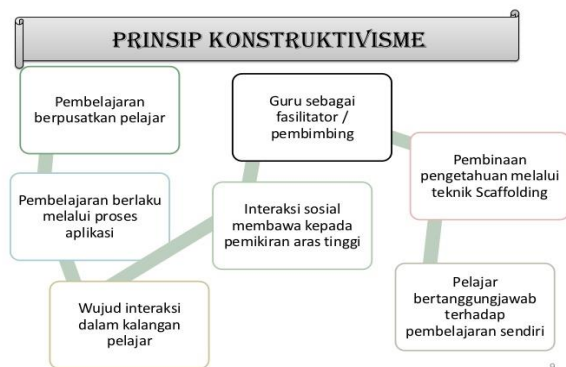 PRINSIP KONSTRUKTIVISME
Pembelajaran
berpusatkan pelajar
Pembelajaran berlaku
melalui proses
aplikasi
Wujud interaksi
dalam kalangan
pelajar
Interaksi sosial
membawa kepada
pemikiran aras tinggi
Guru sebagai
fasilitator /
pembimbing
Pembinaan
pengetahuan melalui
teknik Scaffolding
Pelajar
bertanggungjawab
terhadap
pembelajaran sendiri
9